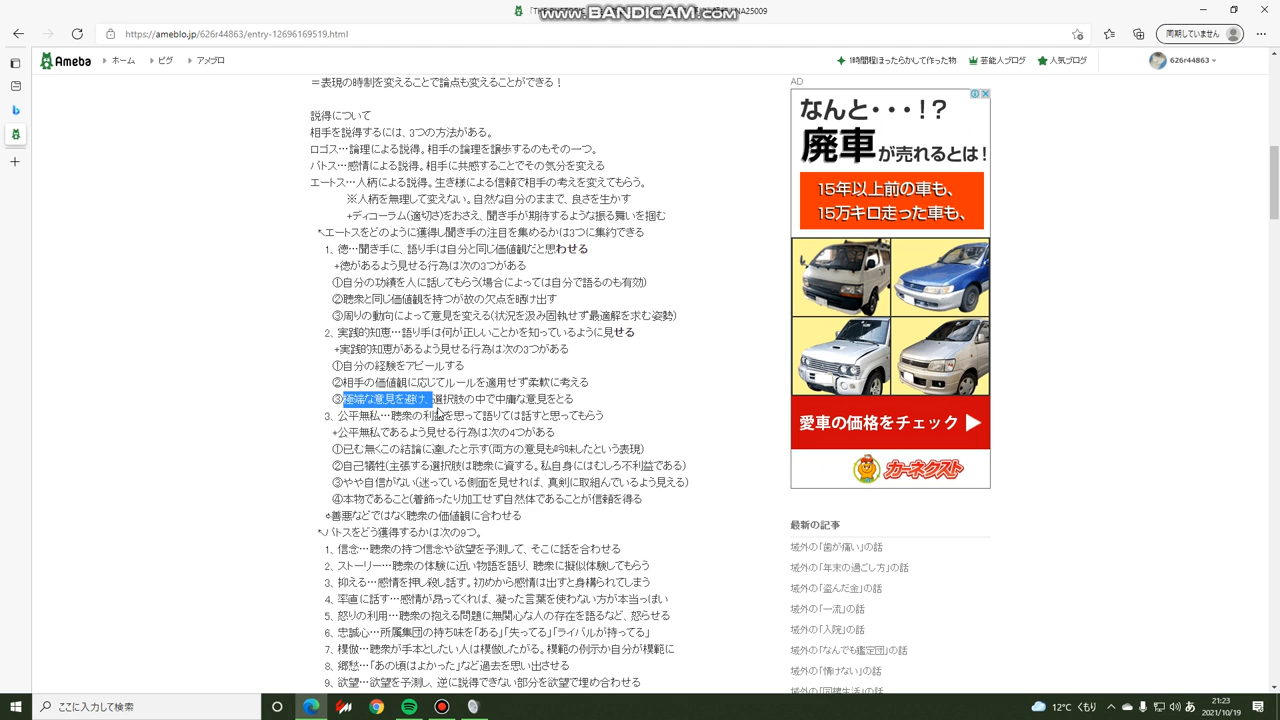 www.BANDICAM.com
https://ameblo.jp/626r44863/entry-12696169519.html
同期していません
Ameba
ホーム
ピグ
アメブロ
1時間程ほったらかして作った物
芸能人ブログ
人気ブログ
626r44863
＝表現の時制を変えることで論点も変えることができる！
説得について
相手を説得するには、3つの方法がある。
ロゴス…論理による説得。相手の論理を譲歩するのもその一つ。
パトス…感情による説得。相手に共感することでその気分を変える
エートス…人柄による説得。生き様による信頼で相手の考えを変えてもらう。
※人柄を無理して変えない。自然な自分のままで、良さを生かす
+ディコーラム(適切さ)をおさえ、聞き手が期待するような振る舞いを掴む
↖エートスをどのように獲得し聞き手の注目を集めるかは3つに集約できる
1、徳…聞き手に、語り手は自分と同じ価値観だと思わせる
+徳があるよう見せる行為は次の3つがある
①自分の功績を人に話してもらう(場合によっては自分で語るのも有効)
②聴衆と同じ価値観を持つが故の欠点を晒け出す
③周りの動向によって意見を変える(状況を汲み固執せず最適解を求む姿勢)
2、実践的知恵…語り手は何が正しいことかを知っているように見せる
+実践的知恵があるよう見せる行為は次の3つがある
①自分の経験をアピールする
②相手の価値観に応じてルールを適用せず柔軟に考える
③極端な意見を避け、選択肢の中で中庸な意見をとる
3、公平無私…聴衆の利益を思って語りては話すと思ってもらう
+公平無私であるよう見せる行為は次の4つがある
①已む無くこの結論に達したと示す(両方の意見も吟味したという表現)
②自己犠牲(主張する選択肢は聴衆に資する。私自身にはむしろ不利益である)
③やや自信がない(迷っている側面を見せれば、真剣に取組んでいるよう見える)
④本物であること(着飾ったり加工せず自然体であることが信頼を得る
⇨善悪などではなく聴衆の価値観に合わせる
↖パトスをどう獲得するかは次の9つ。
1、信念…聴衆の持つ信念や欲望を予測して、そこに話を合わせる
2、ストーリー…聴衆の体験に近い物語を語り、聴衆に擬似体験してもらう
3、抑える…感情を押し殺し話す。初めから感情は出すと身構られてしまう
4、率直に話す…感情が昂ってくれば、凝った言葉を使わない方が本当っぽい
5、怒りの利用…聴衆の抱える問題に無関心な人の存在を語るなど、怒らせる
6、忠誠心…所属集団の持ち味を「ある」「失ってる」「ライバルが持ってる」
7、模倣…聴衆が手本としたい人は模倣したがる。模範の例示か自分が模範に
8、郷愁…「あの頃はよかった」など過去を思い出させる
9、欲望…欲望を予測し、逆に説得できない部分を欲望で埋め合わせる
AD
なんと・・・!?
廃車が売れるとは!
15年以上前の車も、
15万キロ走った車も、
愛車の価格をチェック ▶
カーネクスト
最新の記事
域外の「歯が痛い」の話
域外の「年末の過ごし方」の話
域外の「盗んだ金」の話
域外の「一流」の話
域外の「入院」の話
域外の「なんでも鑑定団」の話
域外の「情けない」の話
域外の「同棲生活」の話
ここに入力して検索
12°C くもり
21:23
2021/10/19